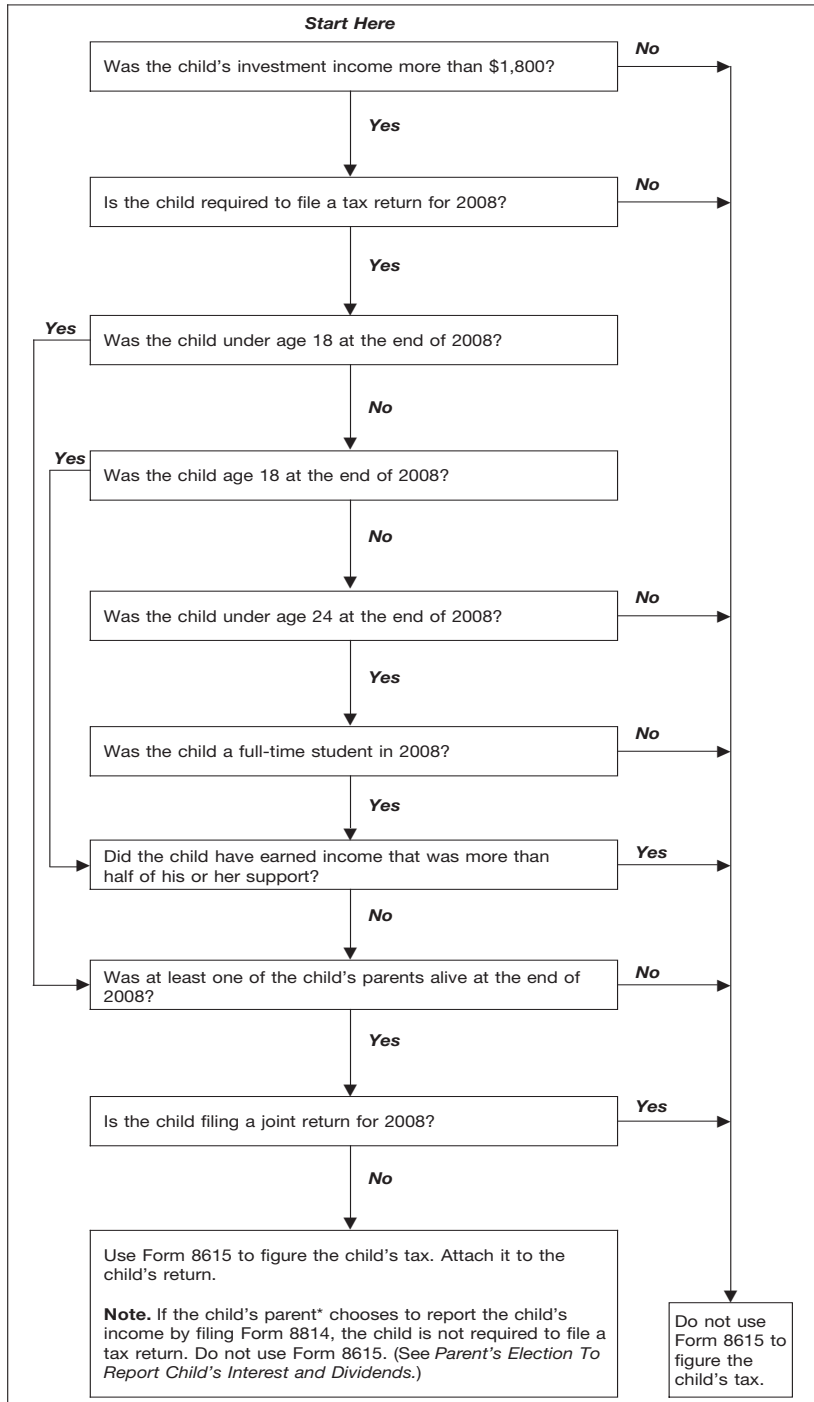 Start Here
Was the child's investment income more than $1,800?
No
Yes
Is the child required to file a tax return for 2008?
No
Yes
Yes
Was the child under age 18 at the end of 2008?
No
Yes
Was the child age 18 at the end of 2008?
No
Was the child under age 24 at the end of 2008?
No
Yes
Was the child a full-time student in 2008?
No
Yes
Did the child have earned income that was more than
half of his or her support?
Yes
No
Was at least one of the child's parents alive at the end of
2008?
No
Yes
Is the child filing a joint return for 2008?
Yes
No
Use Form 8615 to figure the child's tax. Attach it to the
child's return.
Note. If the child's parent* chooses to report the child's
income by filing Form 8814, the child is not required to file a
tax return. Do not use Form 8615. (See Parent's Election To
Report Child's Interest and Dividends.)
Do not use
Form 8615 to
figure the
child's tax.